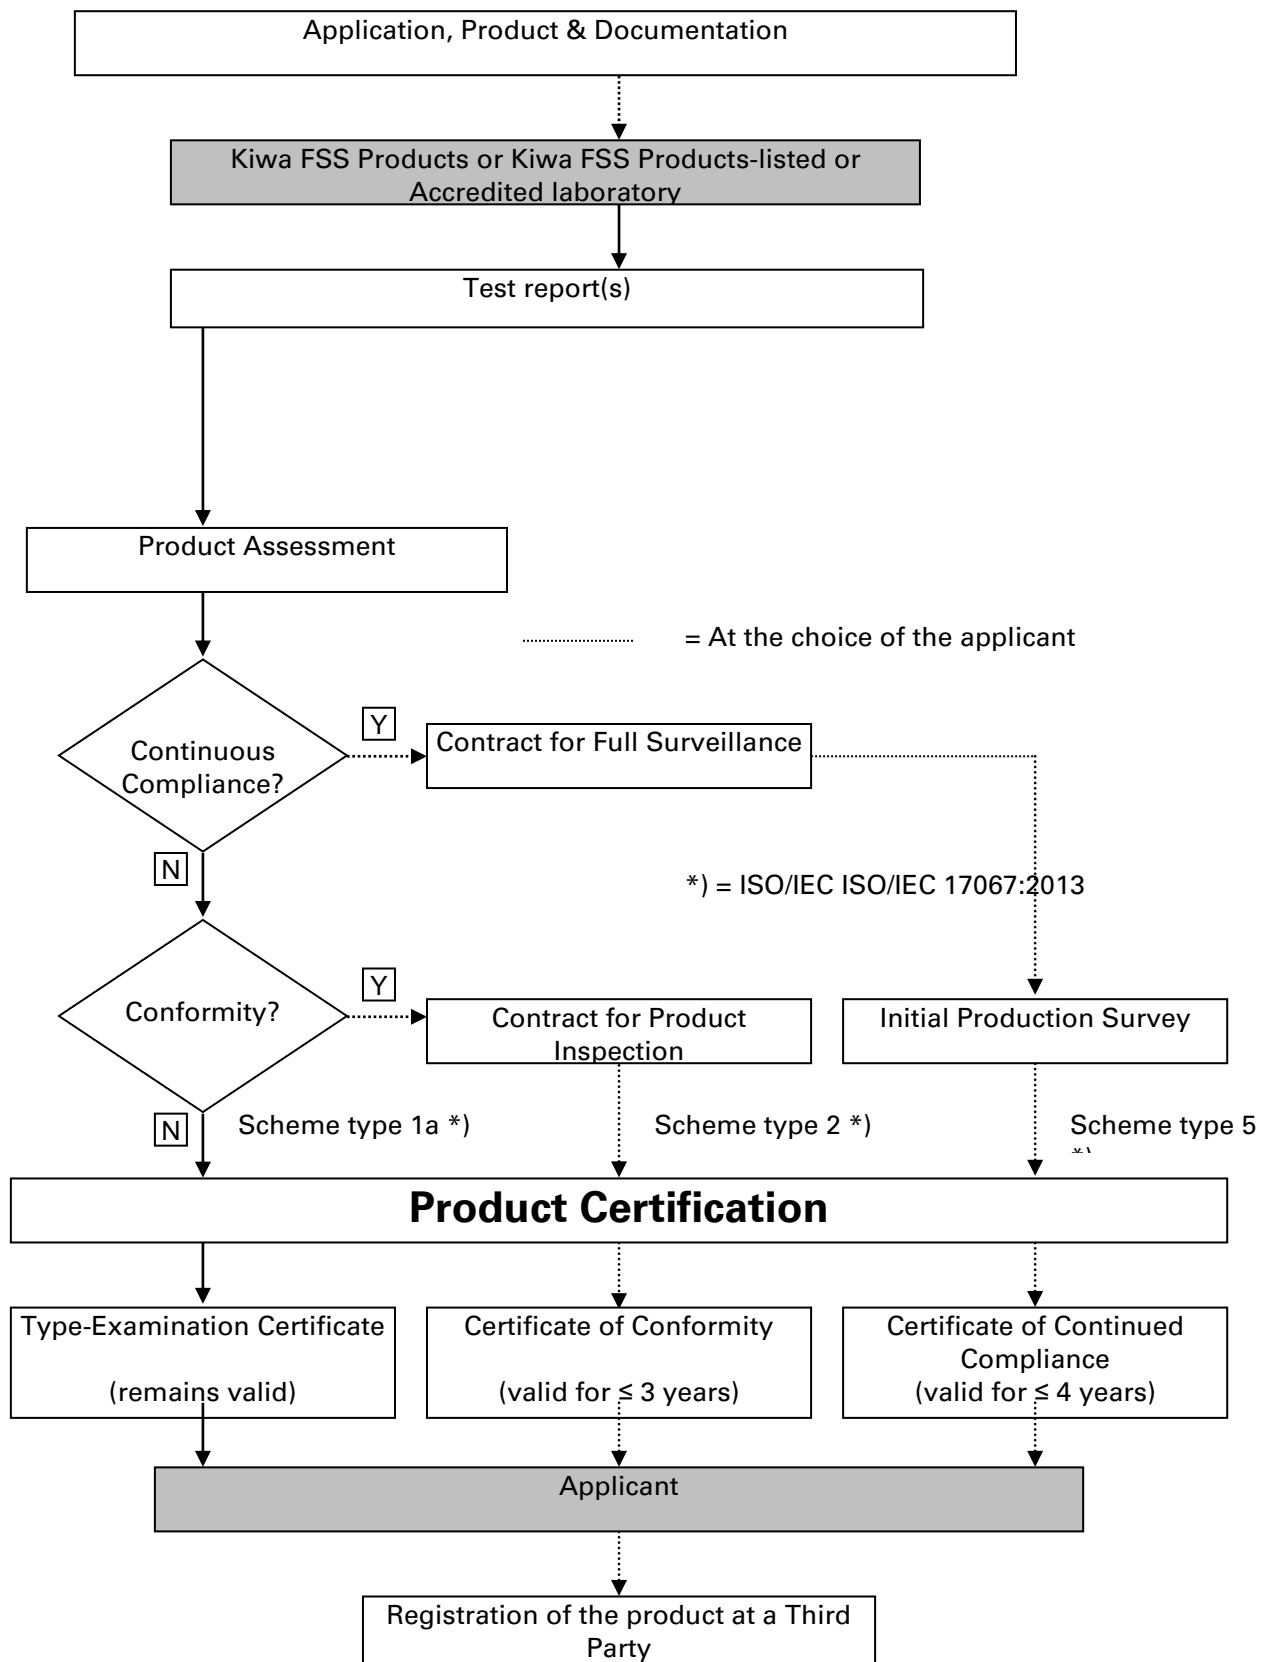 Application, Product & Documentation
Kiwa FSS Products or Kiwa FSS Products-listed or
Accredited laboratory
Test report(s)
Product Assessment
= At the choice of the applicant
Y
Continuous
Compliance?
Contract for Full Surveillance
N
*) = ISO/IEC ISO/IEC 17067:2013
Y
Conformity?
Contract for Product
Inspection
Initial Production Survey
N
Scheme type 1a *)
Scheme type 2 *)
Scheme type 5
*)
Product Certification
Type-Examination Certificate
(remains valid)
Certificate of Conformity
(valid for ≤ 3 years)
Certificate of Continued
Compliance
(valid for ≤ 4 years)
Applicant
Registration of the product at a Third
Party